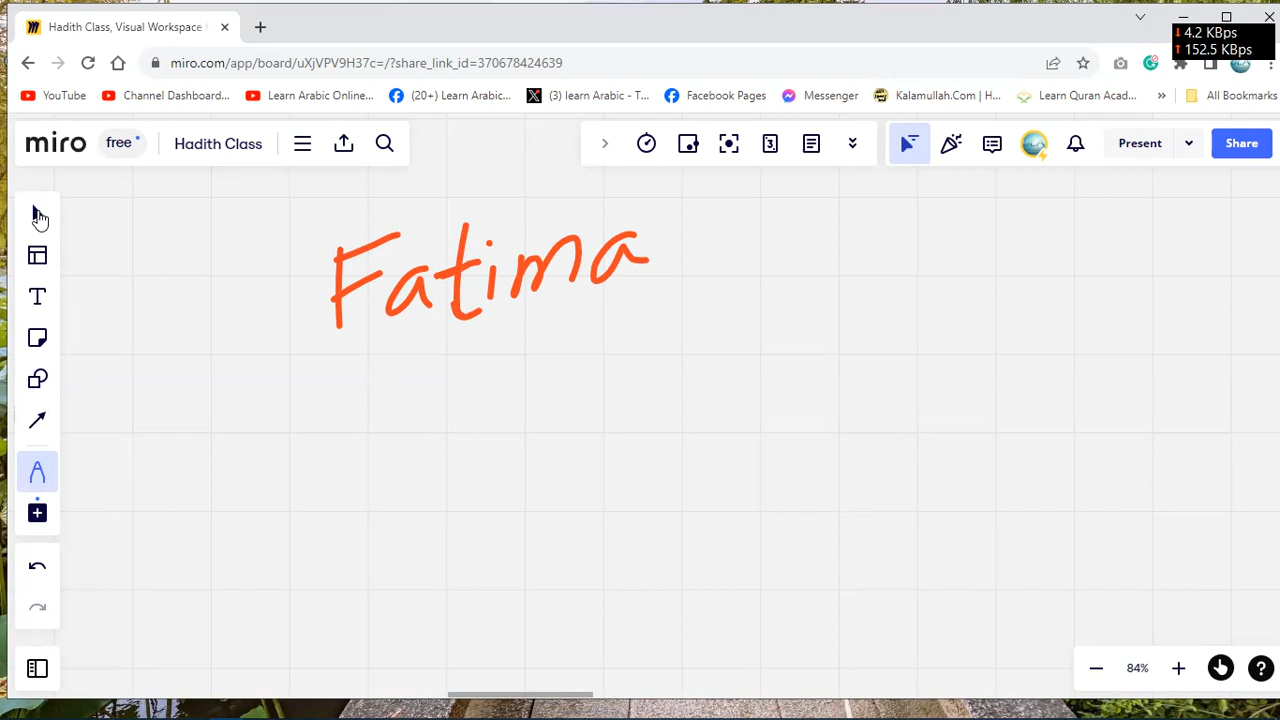 Hadith Class, Visual Workspace
↓ 4.2 KBps
↑ 152.5 KBps
miro.com/app/board/uXjVPV9H37c=/?share_link_id=370678424639
YouTube Channel Dashboard... Learn Arabic Online... (20+) Learn Arabic... (3) learn Arabic - T... Facebook Pages Messenger Kalamullah.Com | H... Learn Quran Acade... » All Bookmarks
miro free Hadith Class Present Share
Fatima
84%